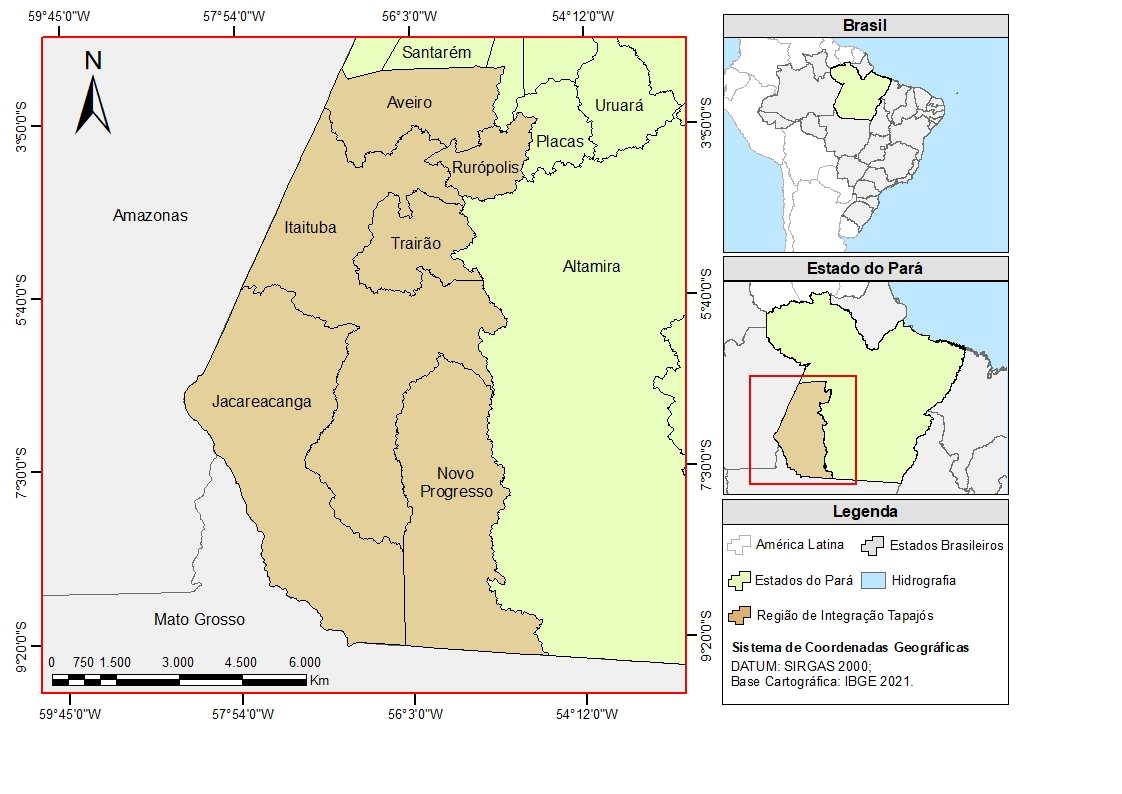 59°45'0"W 57°54'0"W 56°3'0"W 54°12'0"W
N
3°50'0"S
5°40'0"S
7°30'0"S
9°20'0"S
Santarém
Aveiro
Uruará
Placas
Rurópolis
Amazonas
Itaituba
Trairão
Altamira
Jacareacanga
Novo
Progresso
Mato Grosso
0 750 1.500 3.000 4.500 6.000
Km
3°50'0"S
5°40'0"S
7°30'0"S
9°20'0"S
59°45'0"W 57°54'0"W 56°3'0"W 54°12'0"W
Brasil
Estado do Pará
Legenda
América Latina
Estados Brasileiros
Estados do Pará
Hidrografia
Região de Integração Tapajós
Sistema de Coordenadas Geográficas
DATUM: SIRGAS 2000;
Base Cartográfica: IBGE 2021.